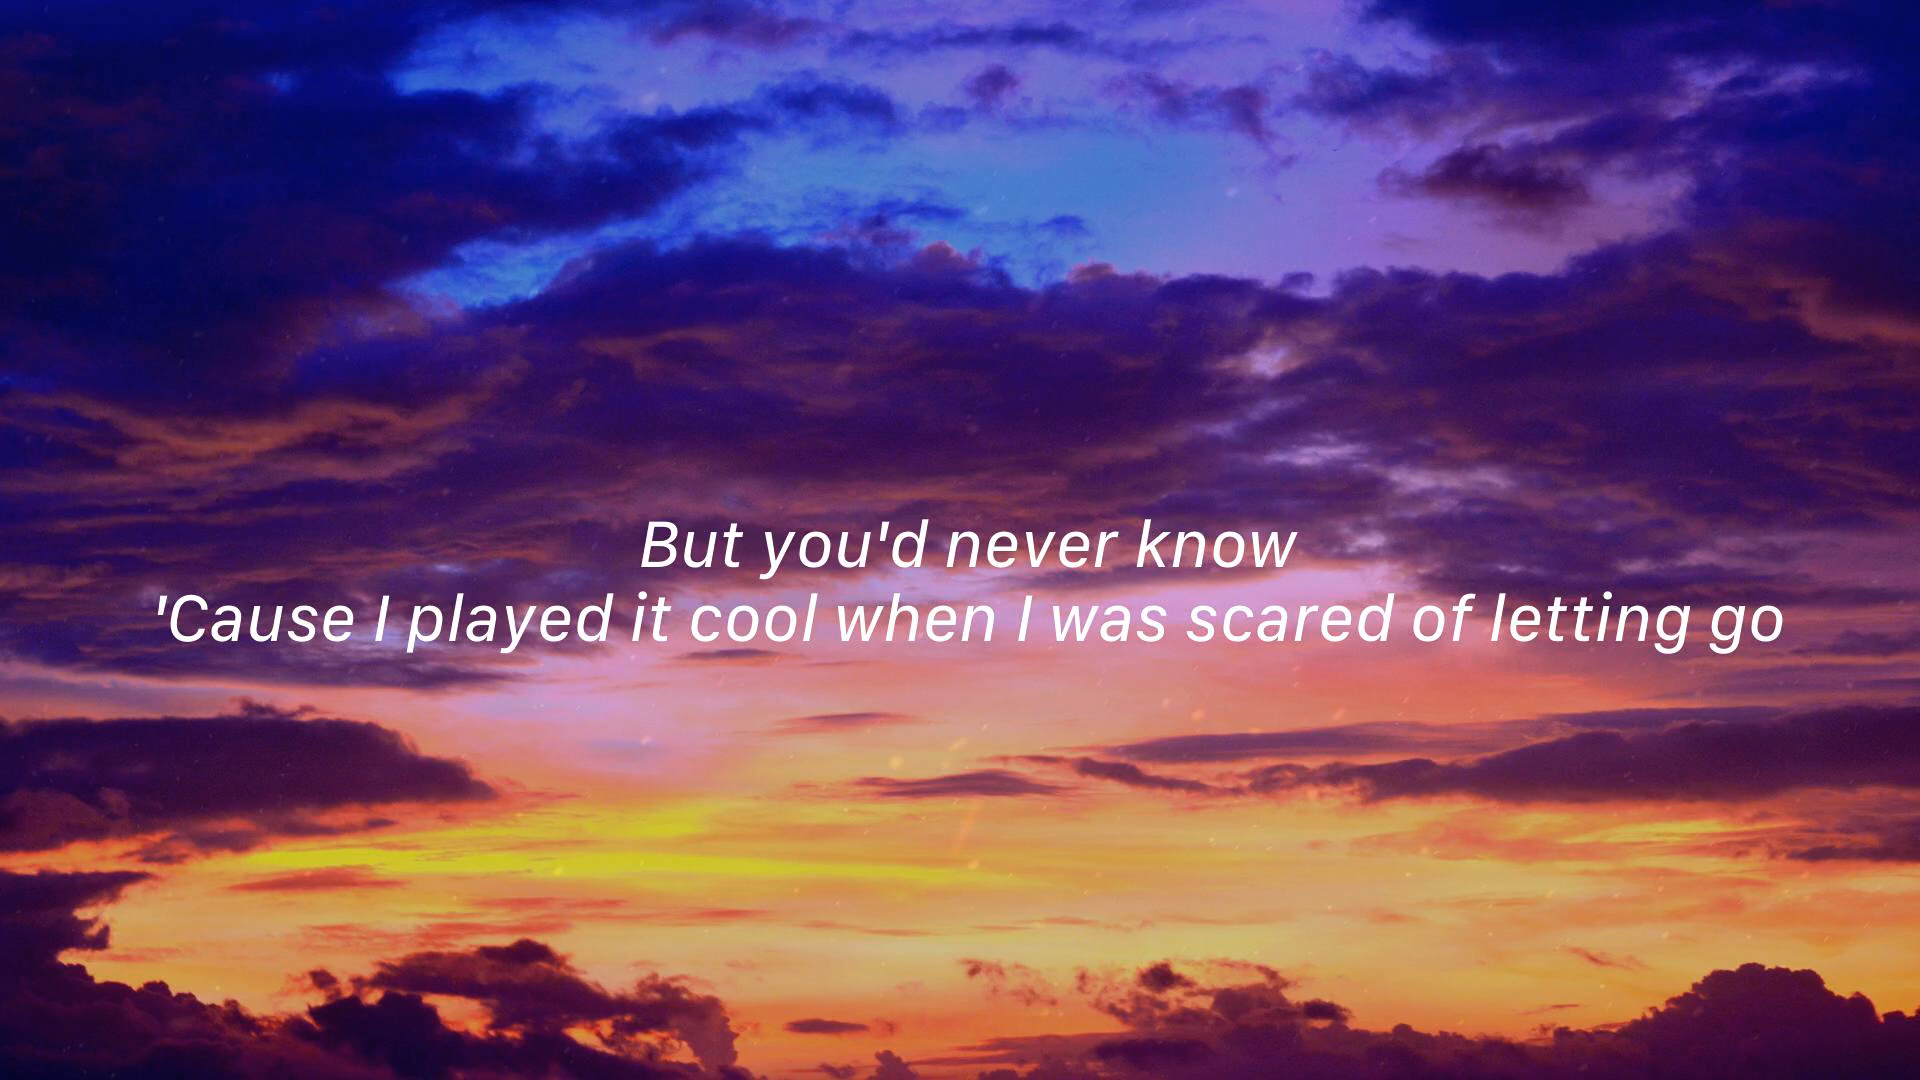 But you'd never know
'Cause I played it cool when I was scared of letting go